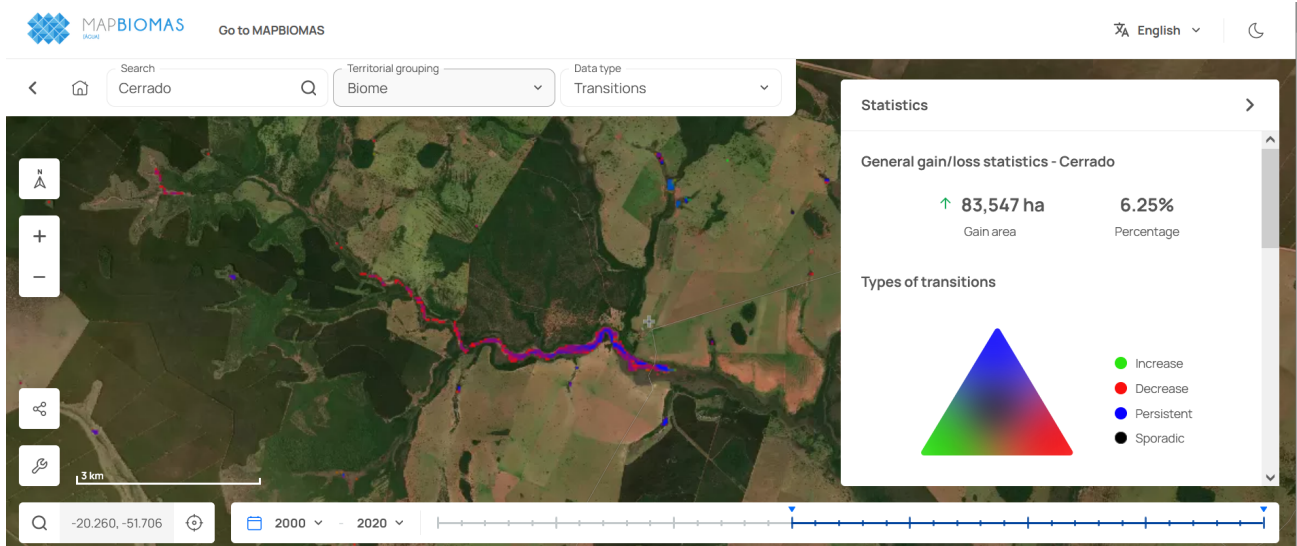 MAPBIOMAS
[ÁGUA]
Go to MAPBIOMAS
English
Search
Cerrado
Territorial grouping
Biome
Data type
Transitions
Statistics
General gain/loss statistics - Cerrado
83,547 ha
6.25%
Gain area
Percentage
Types of transitions
Increase
Decrease
Persistent
Sporadic
N
3 km
-20.260, -51.706
2000 - 2020